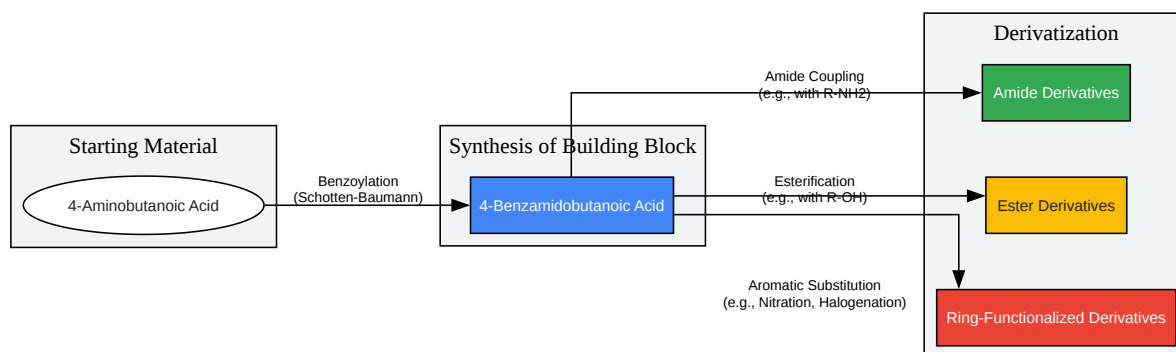 Starting Material
4-Aminobutanoic Acid
Benzoylation
(Schotten-Baumann)
Synthesis of Building Block
4-Benzamidobutanoic Acid
Amide Coupling
(e.g., with R-NH2)
Esterification
(e.g., with R-OH)
Aromatic Substitution
(e.g., Nitration, Halogenation)
Derivatization
Amide Derivatives
Ester Derivatives
Ring-Functionalized Derivatives